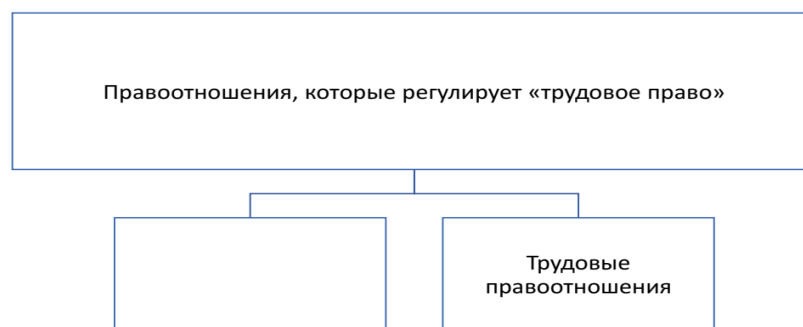 Правоотношения, которые регулирует «трудовое право»
Трудовые
правоотношения